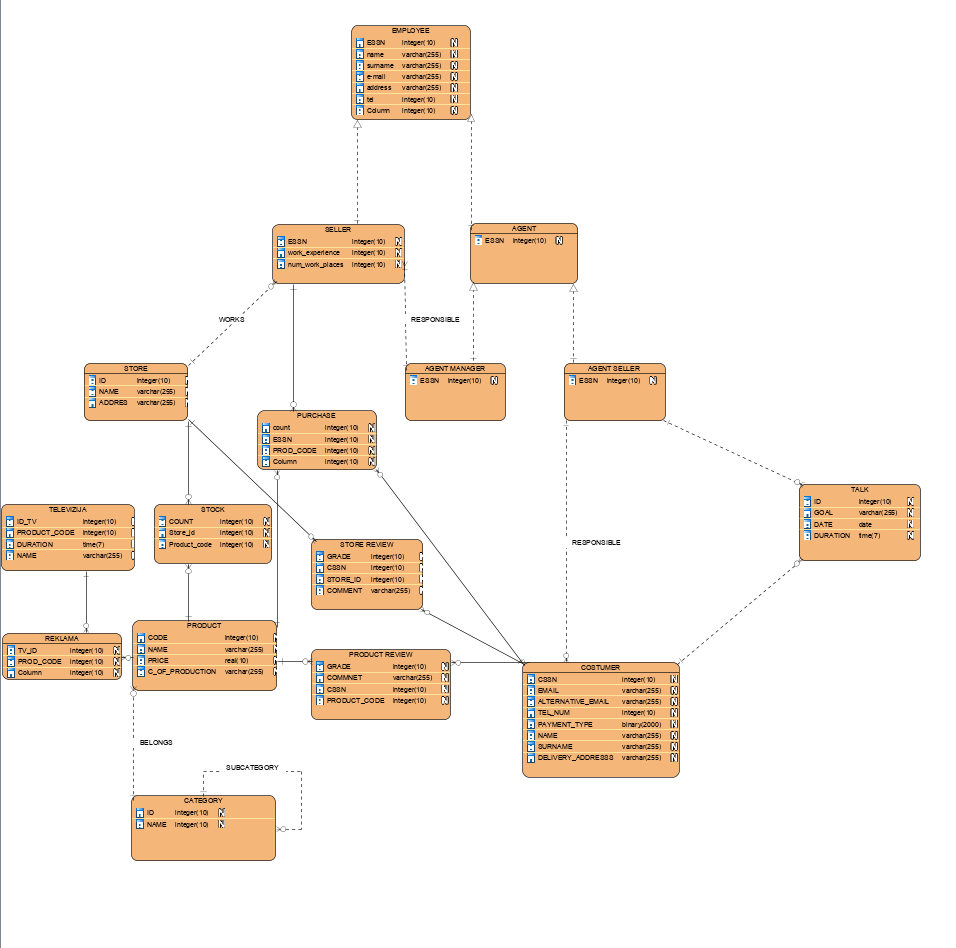 EMPLOYEE
ESSN integer(10) N
name varchar(255) N
surname varchar(255) N
e-mail varchar(255) N
address varchar(255) N
tel integer(10) N
Column integer(10) N
SELLER
ESSN integer(10) N
work_experience integer(10) N
num_work_places integer(10) N
AGENT
ESSN integer(10) N
WORKS
RESPONSIBLE
STORE
ID integer(10)
NAME varchar(255)
ADDRES varchar(255)
AGENT MANAGER
ESSN integer(10) N
AGENT SELLER
ESSN integer(10) N
PURCHASE
count integer(10) N
ESSN integer(10) N
PROD_CODE integer(10) N
Column integer(10) N
TALK
ID integer(10) N
GOAL varchar(255) N
DATE date N
DURATION time(7) N
TELEVIZIJA
ID_TV integer(10)
PRODUCT_CODE integer(10)
DURATION time(7)
NAME varchar(255)
STOCK
COUNT integer(10) N
Store_id integer(10) N
Product_code integer(10) N
RESPONSIBLE
STORE REVIEW
GRADE integer(10)
CSSN integer(10)
STORE_ID integer(10)
COMMENT varchar(255)
REKLAMA
TV_ID integer(10) N
PROD_CODE integer(10) N
Column integer(10) N
PRODUCT
CODE integer(10)
NAME varchar(255)
PRICE real(10)
C_OF_PRODUCTION varchar(255)
PRODUCT REVIEW
GRADE integer(10) N
COMMNET varchar(255) N
CSSN integer(10) N
PRODUCT_CODE integer(10) N
COSTUMER
CSSN integer(10) N
EMAIL varchar(255) N
ALTERNATIVE_EMAIL varchar(255) N
TEL_NUM integer(10) N
PAYMENT_TYPE binary(2000) N
NAME varchar(255) N
SURNAME varchar(255) N
DELIVERY_ADDRESSS varchar(255) N
BELONGS
SUBCATEGORY
CATEGORY
ID integer(10) N
NAME integer(10) N